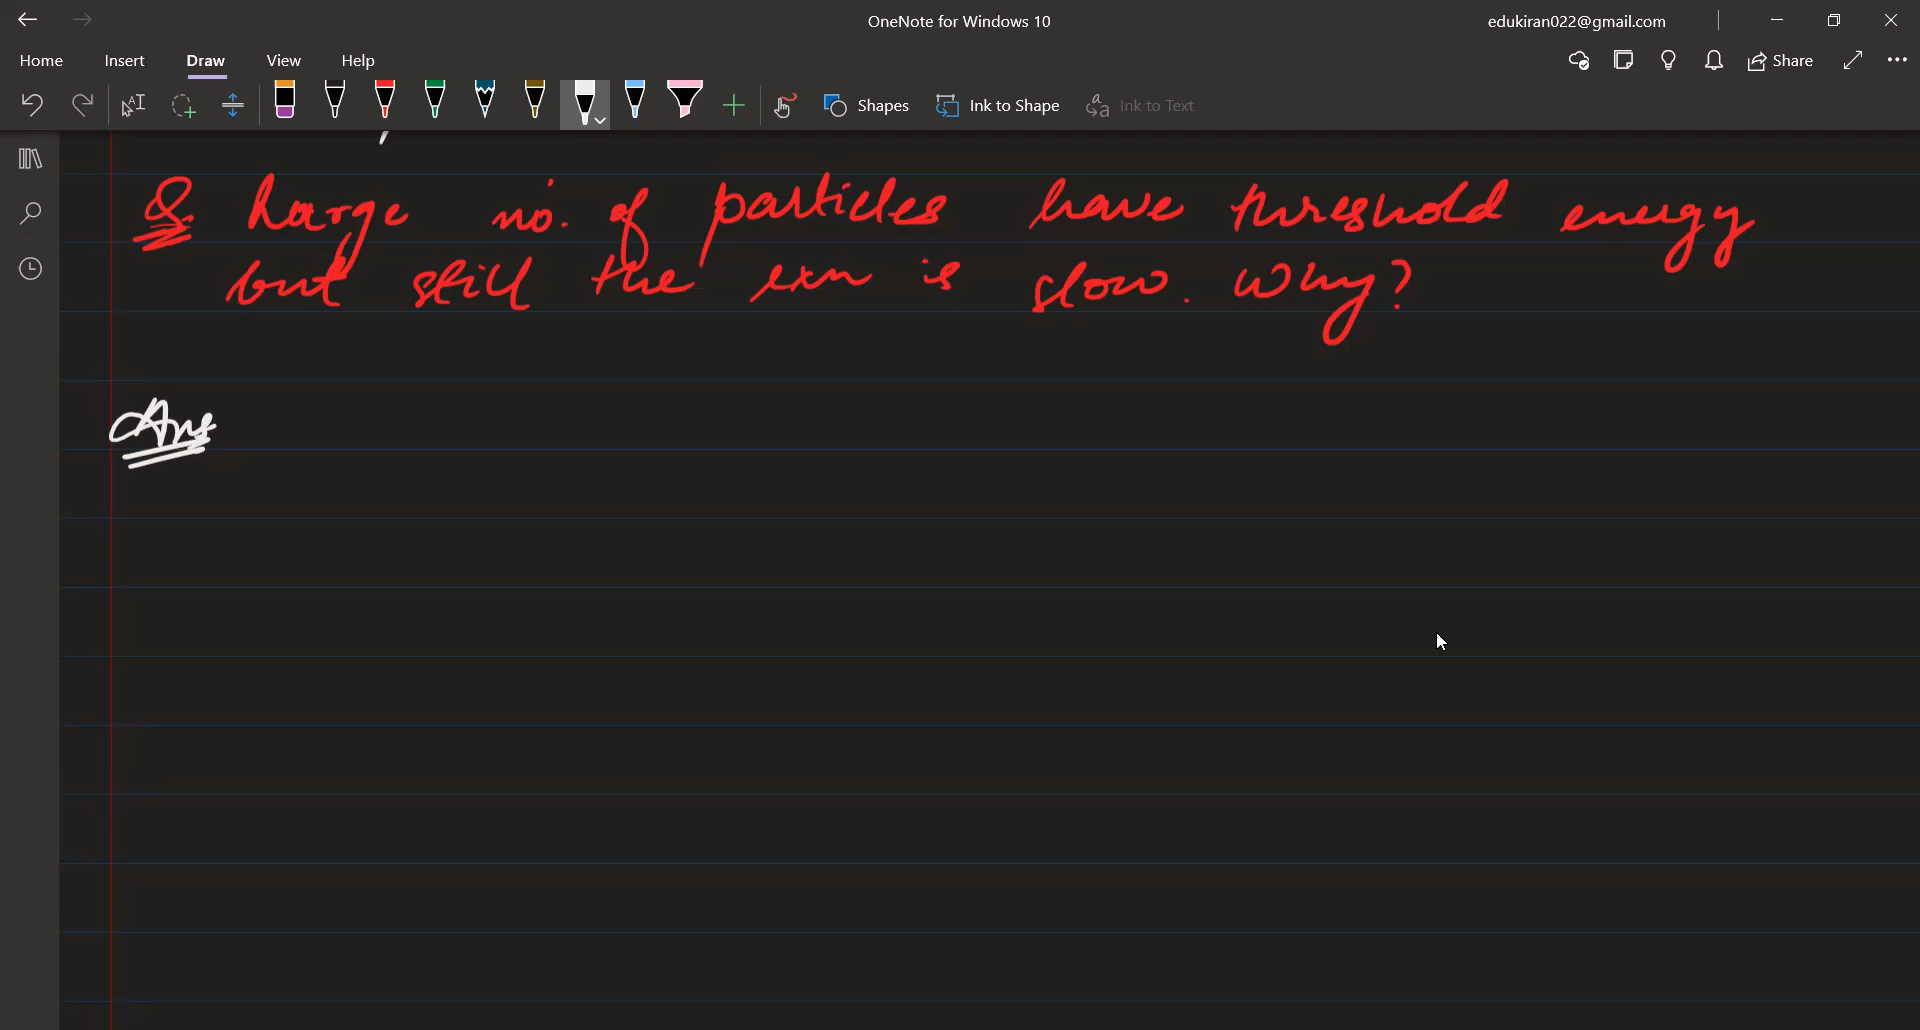 OneNote for Windows 10
edukiran022@gmail.com
Home Insert Draw View Help
Share
Shapes
Ink to Shape
Ink to Text
Q. Large no. of particles have threshold energy
but still the rxn is slow. Why?
Ans